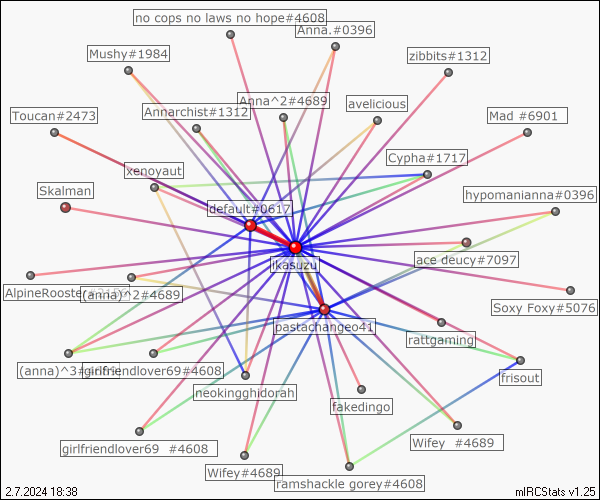 no cops no laws no hope#4608
Anna.#0396
Mushy#1984
zibbits#1312
Anna^2#4689
avelicious
Annarchist#1312
Toucan#2473
Mad #6901
Cypha#1717
xenoyaut
Skalman
hypomanianna#0396
default#0617
ace deucy#7097
ikasuzu
AlpineRooster
(anna)^2#4689
Soxy Foxy#5076
pastachangeo41
rattgaming
(anna)^3
girlfriendlover69#4608
frisout
neokingghidorah
fakedingo
girlfriendlover69 #4608
Wifey #4689
Wifey#4689
ramshackle gorey#4608
2.7.2024 18:38
mIRCStats v1.25